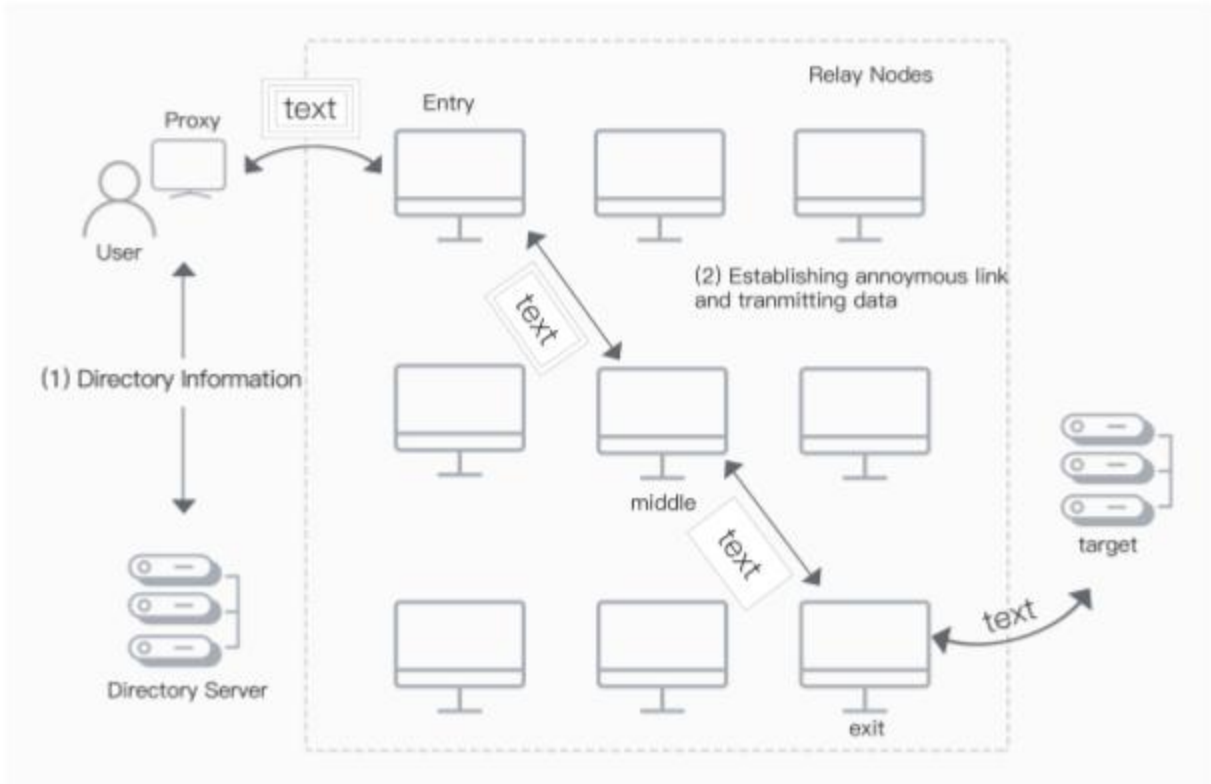 Relay Nodes
Entry
text
Proxy
User
text
(2) Establishing annoymous link
and tranmitting data
(1) Directory Information
middle
text
target
text
Directory Server
exit